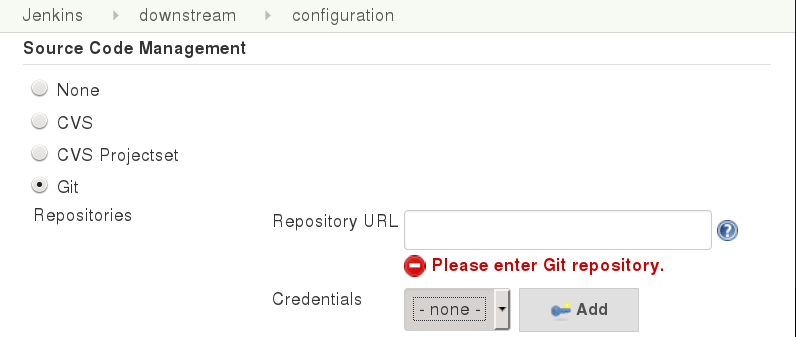 Jenkins downstream configuration
Source Code Management
None
CVS
CVS Projectset
Git
Repositories
Repository URL
?
Please enter Git repository.
Credentials
- none -
Add